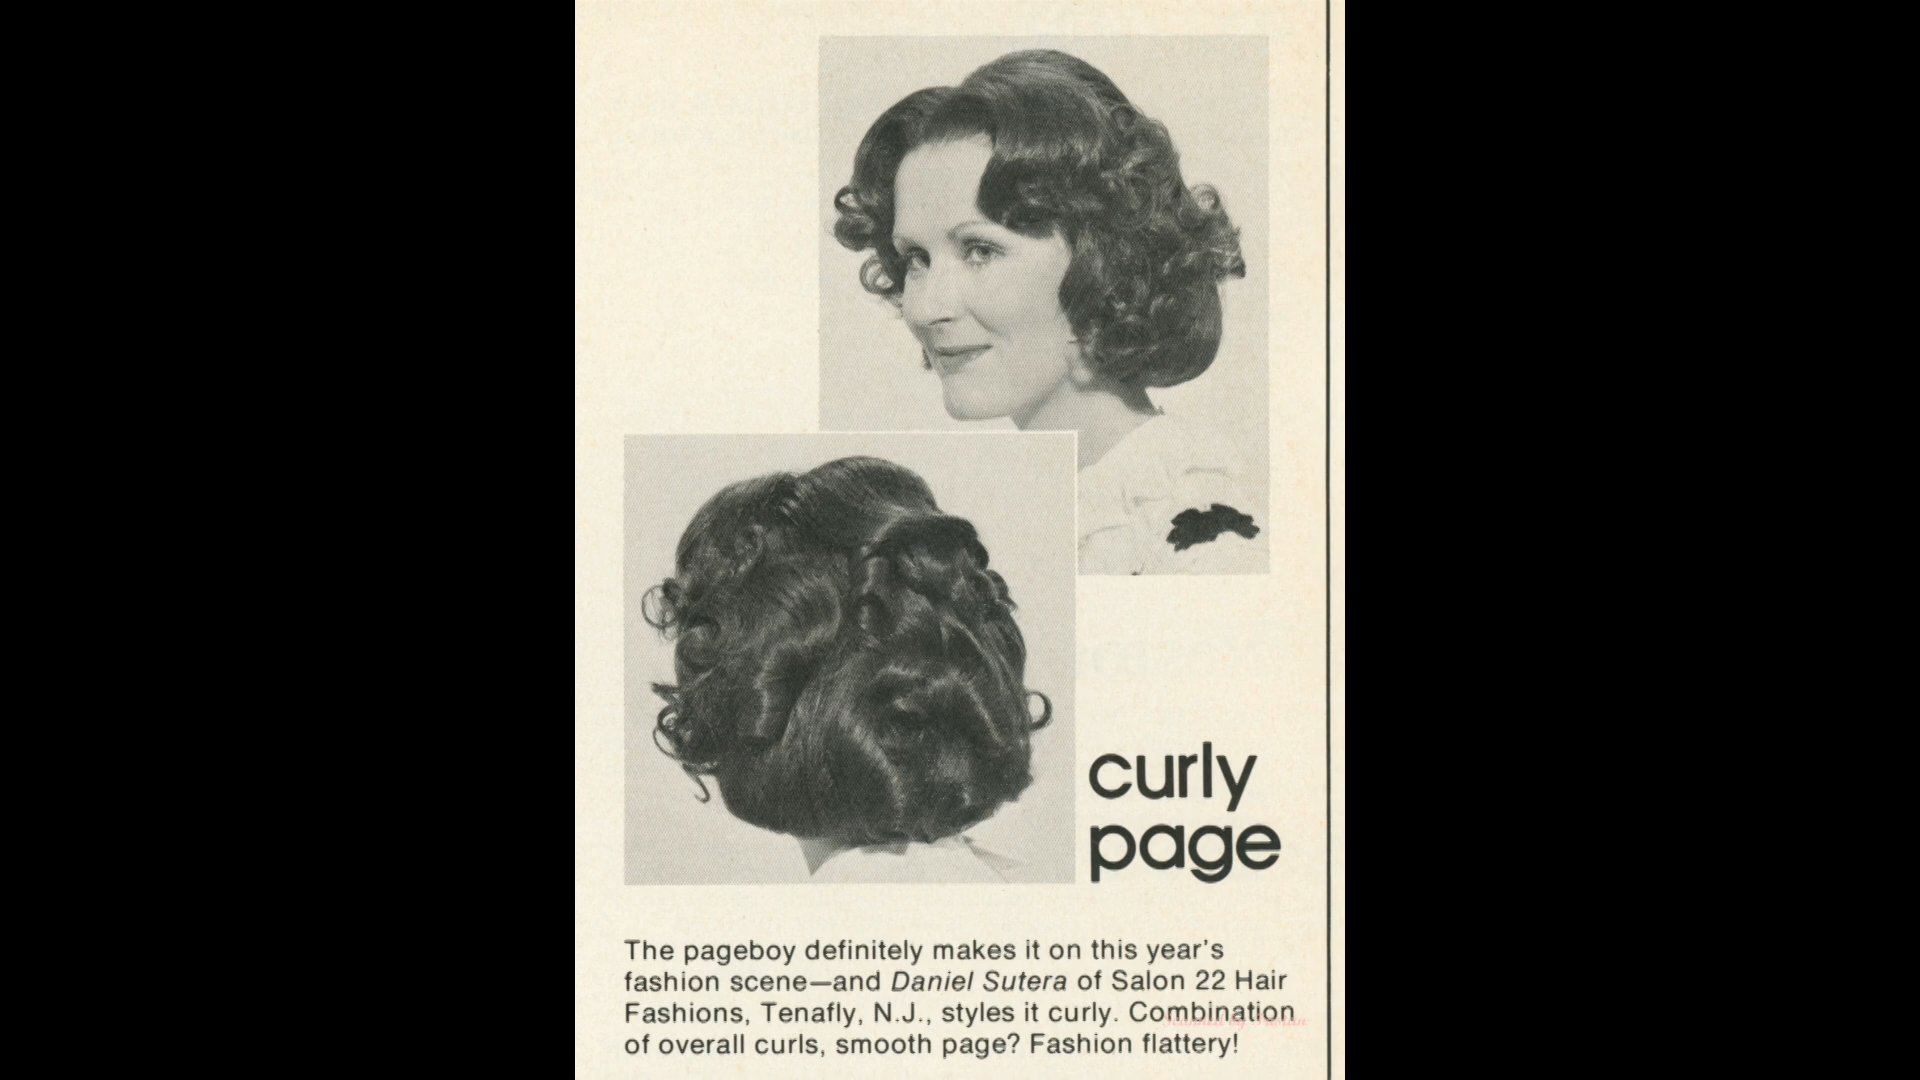 curly
page
The pageboy definitely makes it on this year's
fashion scene—and Daniel Sutera of Salon 22 Hair
Fashions, Tenafly, N.J., styles it curly. Combination
of overall curls, smooth page? Fashion flattery!